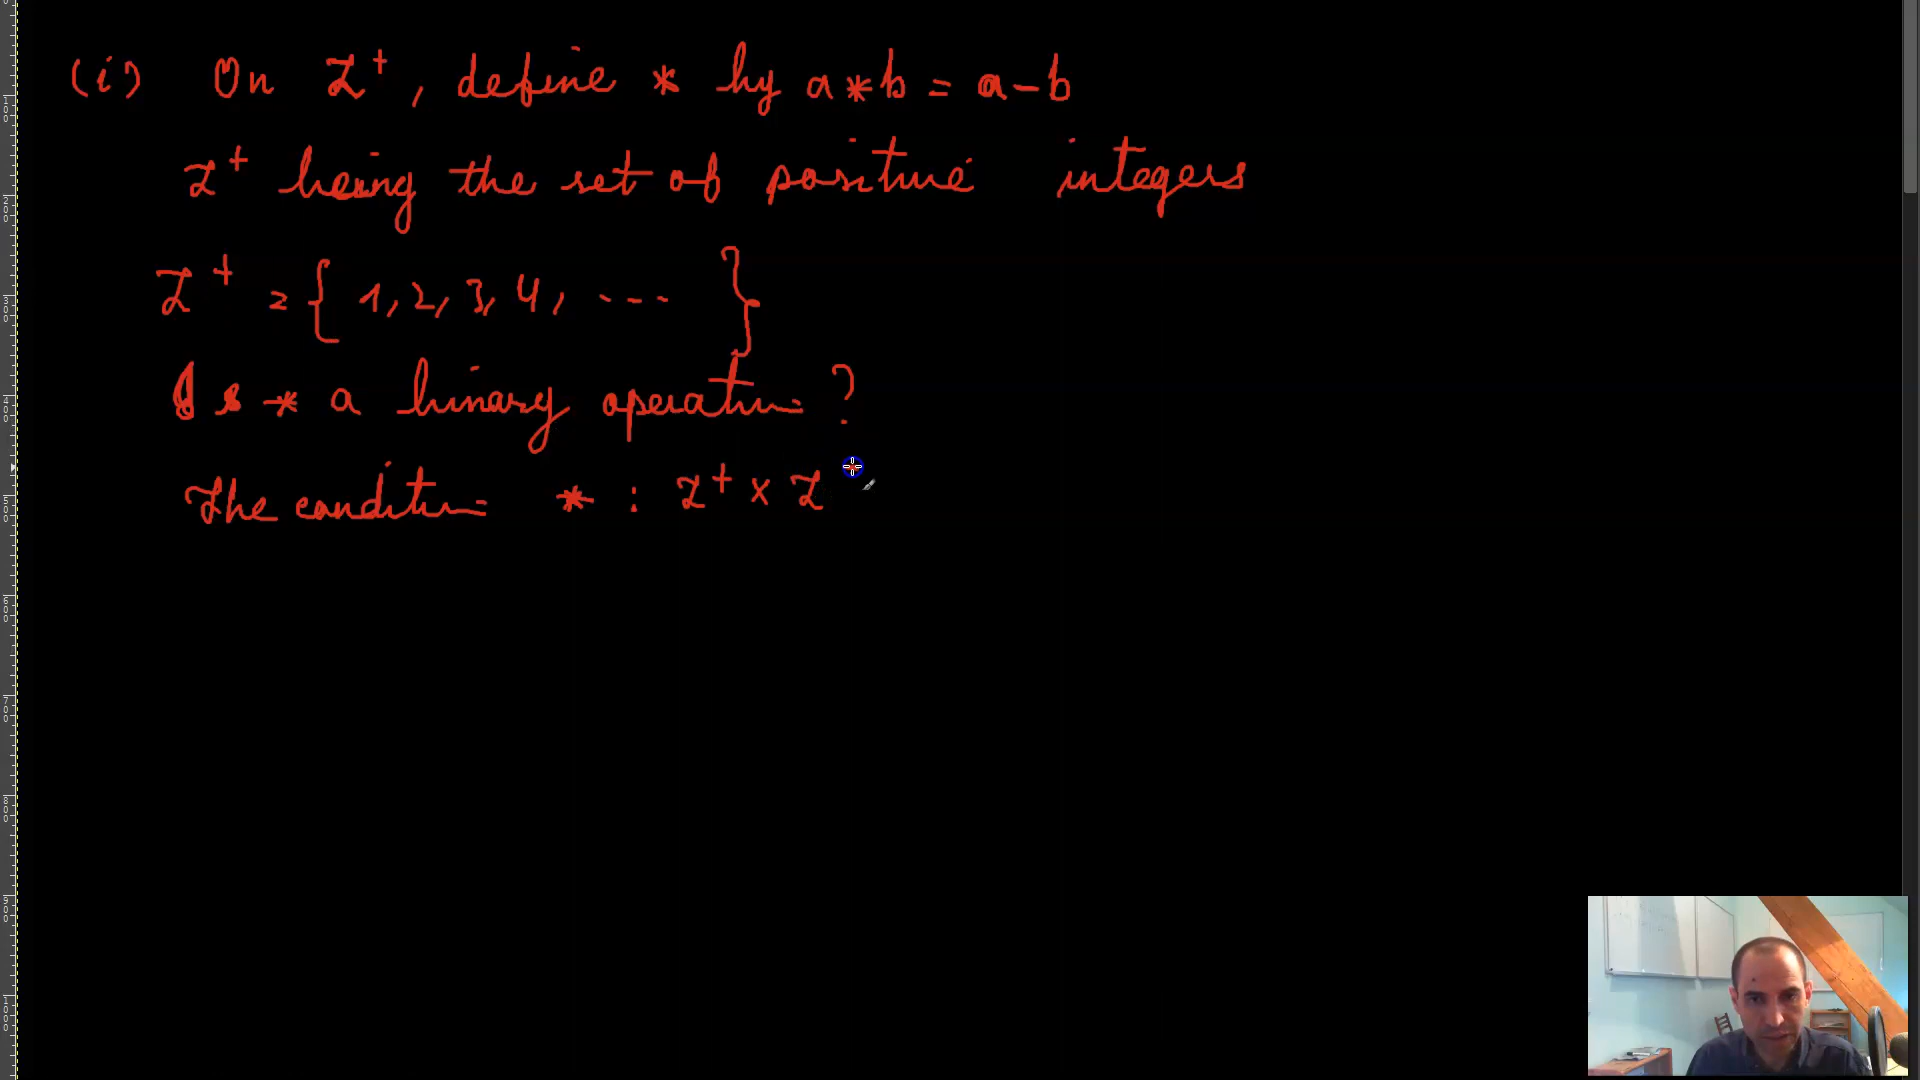 (i) On Z⁺, define * by a*b = a-b
Z⁺ being the set of positive integers
Z⁺ = { 1, 2, 3, 4, --- }
Is * a binary operation ?
The condition * : Z⁺ x Z